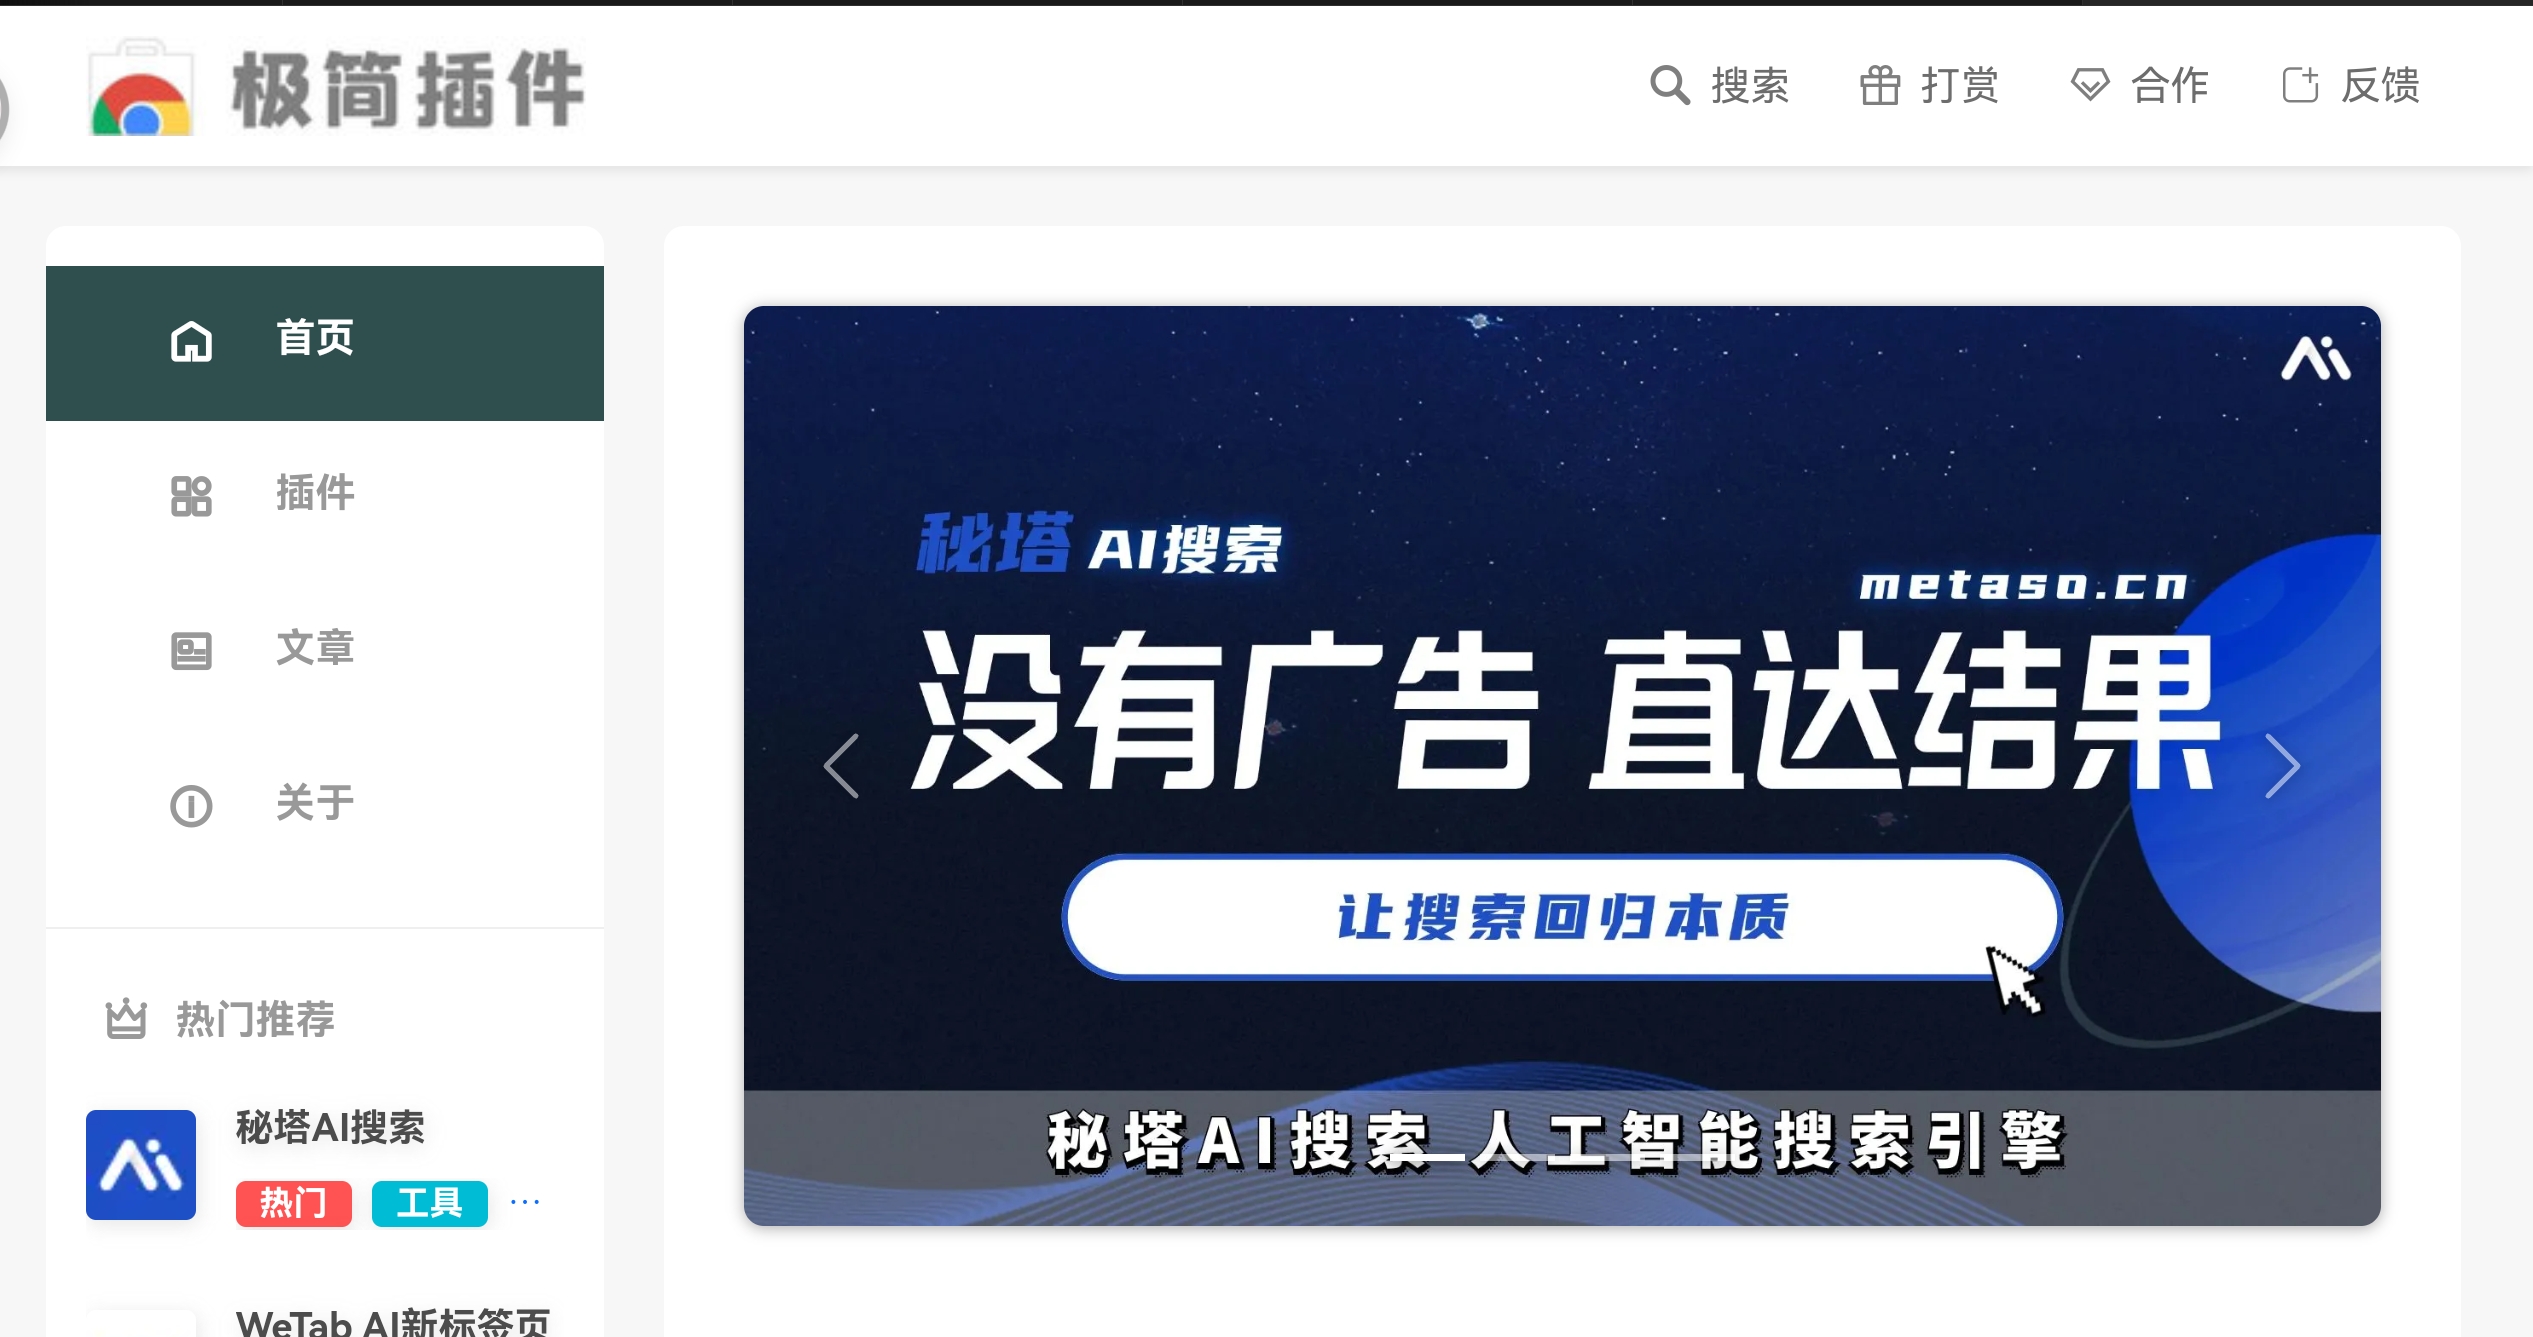 极简插件
搜索
打赏
合作
反馈
首页
插件
文章
关于
热门推荐
秘塔AI搜索
热门 工具 ...
WeTab AI新标签页
秘塔 AI搜索
metaso.cn
没有广告 直达结果
让搜索回归本质
秘塔AI搜索 人工智能搜索引擎